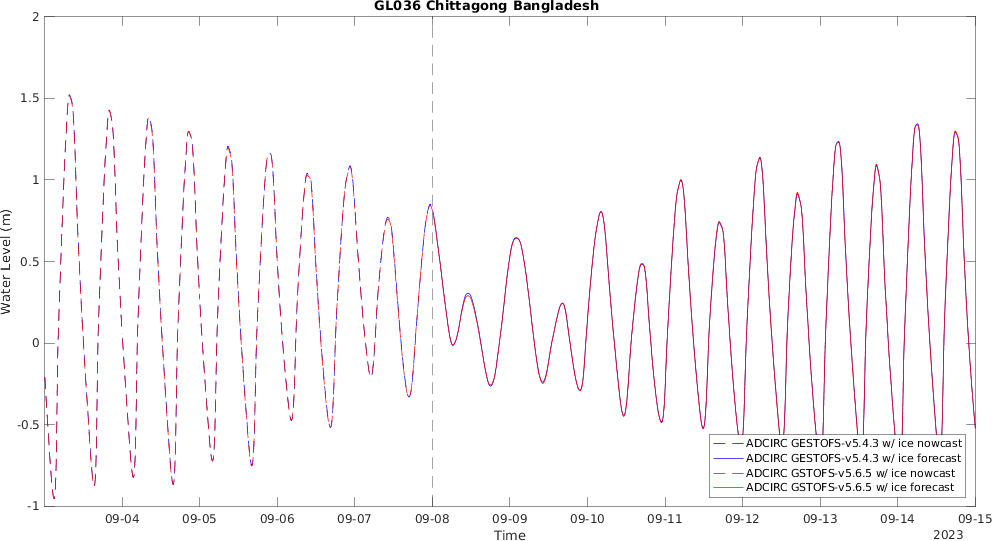 GL036 Chittagong Bangladesh
2
1.5
1
0.5
0
-0.5
-1
Water Level (m)
ADCIRC GESTOFS-v5.4.3 w/ ice nowcast
ADCIRC GESTOFS-v5.4.3 w/ ice forecast
ADCIRC GSTOFS-v5.6.5 w/ ice nowcast
ADCIRC GSTOFS-v5.6.5 w/ ice forecast
09-04 09-05 09-06 09-07 09-08 09-09 09-10 09-11 09-12 09-13 09-14 09-15
Time
2023